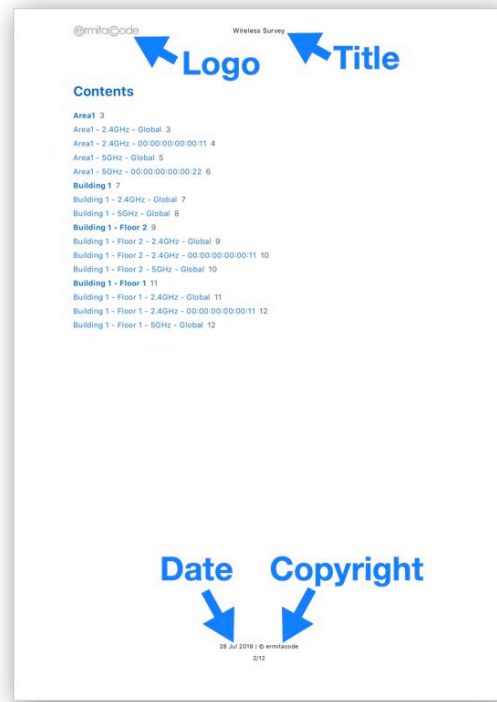 ermitacode
Wireless Survey
Logo
Title
Contents
Area1 3
Area1 - 2.4GHz - Global 3
Area1 - 2.4GHz - 00:00:00:00:00:11 4
Area1 - 5GHz - Global 5
Area1 - 5GHz - 00:00:00:00:00:22 6
Building 1 7
Building 1 - 2.4GHz - Global 7
Building 1 - 5GHz - Global 8
Building 1 - Floor 2 9
Building 1 - Floor 2 - 2.4GHz - Global 9
Building 1 - Floor 2 - 2.4GHz - 00:00:00:00:00:11 10
Building 1 - Floor 2 - 5GHz - Global 10
Building 1 - Floor 1 11
Building 1 - Floor 1 - 2.4GHz - Global 11
Building 1 - Floor 1 - 2.4GHz - 00:00:00:00:00:11 12
Building 1 - Floor 1 - 5GHz - Global 12
Date
Copyright
28 Jul 2019 | © ermitacode
2/12